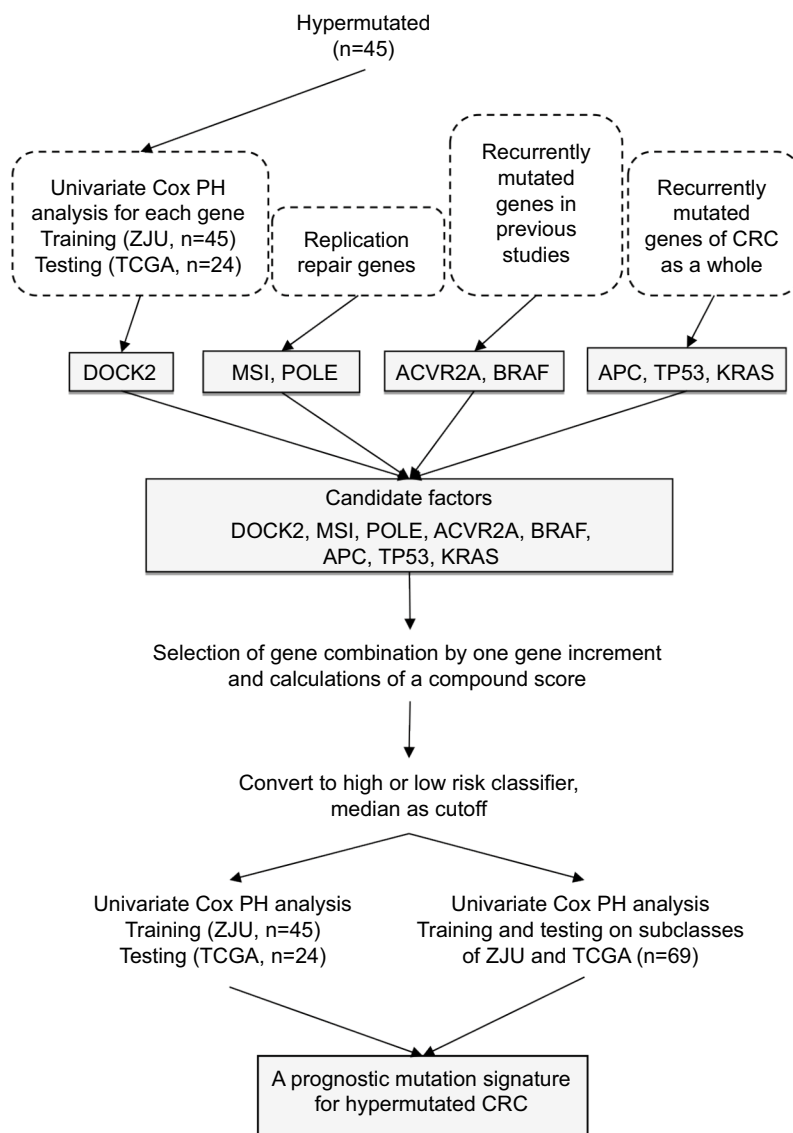 Hypermutated
(n=45)
Univariate Cox PH
analysis for each gene
Training (ZJU, n=45)
Testing (TCGA, n=24)
Replication
repair genes
Recurrently
mutated
genes in
previous
studies
Recurrently
mutated
genes of CRC
as a whole
DOCK2
MSI, POLE
ACVR2A, BRAF
APC, TP53, KRAS
Candidate factors
DOCK2, MSI, POLE, ACVR2A, BRAF,
APC, TP53, KRAS
Selection of gene combination by one gene increment
and calculations of a compound score
Convert to high or low risk classifier,
median as cutoff
Univariate Cox PH analysis
Training (ZJU, n=45)
Testing (TCGA, n=24)
Univariate Cox PH analysis
Training and testing on subclasses
of ZJU and TCGA (n=69)
A prognostic mutation signature
for hypermutated CRC